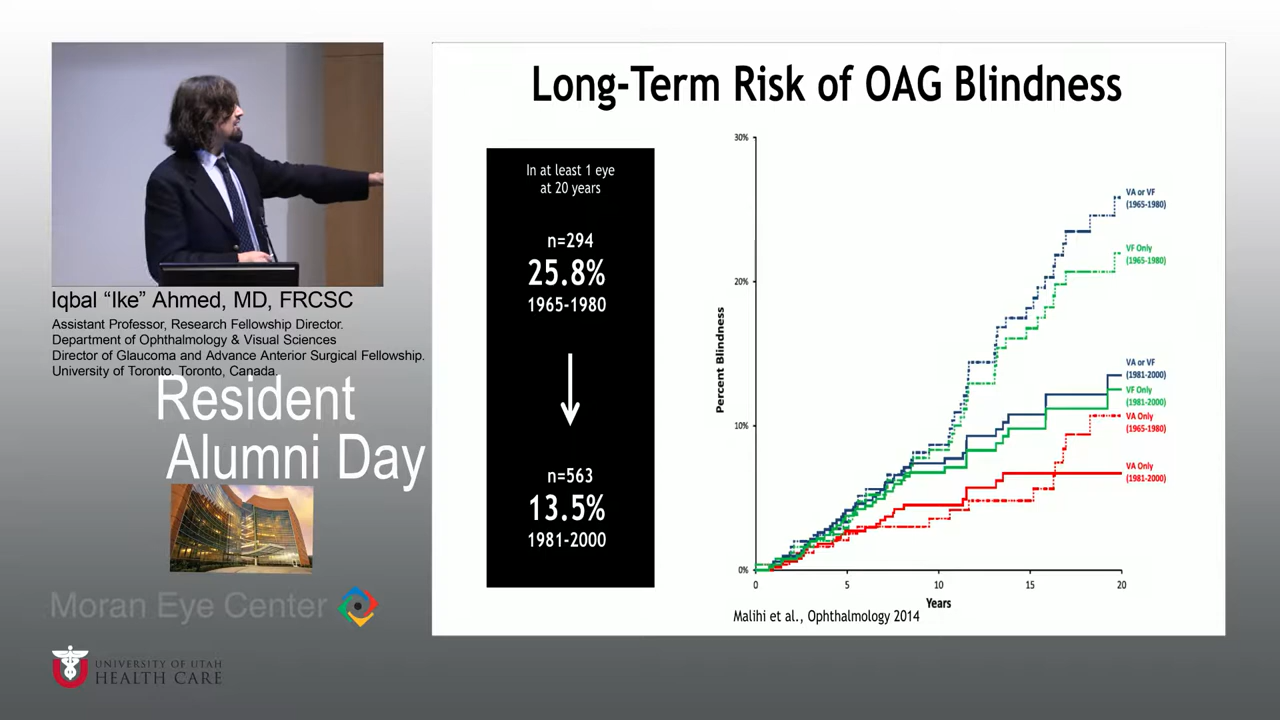 Long-Term Risk of OAG Blindness
In at least 1 eye
at 20 years
n=294
25.8%
1965-1980
n=563
13.5%
1981-2000
30%
20%
10%
0%
Percent Blindness
0
5
10
15
20
Years
VA or VF
(1965-1980)
VF Only
(1965-1980)
VA or VF
(1981-2000)
VF Only
(1981-2000)
VA Only
(1965-1980)
VA Only
(1981-2000)
Malihi et al., Ophthalmology 2014
Iqbal “Ike” Ahmed, MD, FRCSC
Assistant Professor, Research Fellowship Director.
Department of Ophthalmology & Visual Sciences
Director of Glaucoma and Advance Anterior Surgical Fellowship.
University of Toronto, Toronto, Canada.
Resident
Alumni Day
Moran Eye Center
UNIVERSITY OF UTAH
HEALTH CARE